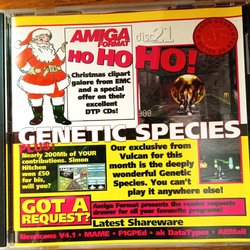 AMIGA
FORMAT
disc21
HO HO HO!
Christmas clipart
galore from EMC
and a special
offer on their
excellent
DTP CDs!
GENETIC SPECIES
PLUS!
Nearly 200Mb of YOUR
contributions. Simon
Hitchen
won £50
for his,
will you?
Our exclusive from
Vulcan for this
month is the deeply
wonderful Genetic
Species. You can't
play it anywhere else!
GOT A
REQUEST?
Amiga Format presents the reader requests
drawer for all your favourite programs!
Latest Shareware
NewIcons V4.1 • MAME • FIGPEd • ak DataTypes • AEMail